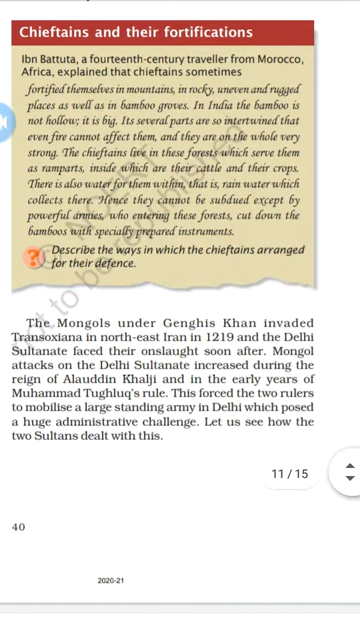 Chieftains and their fortifications
Ibn Battuta, a fourteenth-century traveller from Morocco,
Africa, explained that chieftains sometimes
fortified themselves in mountains, in rocky, uneven and rugged
places as well as in bamboo groves. In India the bamboo is
not hollow; it is big. Its several parts are so intertwined that
even fire cannot affect them, and they are on the whole very
strong. The chieftains live in these forests which serve them
as ramparts, inside which are their cattle and their crops.
There is also water for them within, that is, rain water which
collects there. Hence they cannot be subdued except by
powerful armies, who entering these forests, cut down the
bamboos with specially prepared instruments.
? Describe the ways in which the chieftains arranged
for their defence.
The Mongols under Genghis Khan invaded
Transoxiana in north-east Iran in 1219 and the Delhi
Sultanate faced their onslaught soon after. Mongol
attacks on the Delhi Sultanate increased during the
reign of Alauddin Khalji and in the early years of
Muhammad Tughluq's rule. This forced the two rulers
to mobilise a large standing army in Delhi which posed
a huge administrative challenge. Let us see how the
two Sultans dealt with this.
11 / 15
40
2020-21